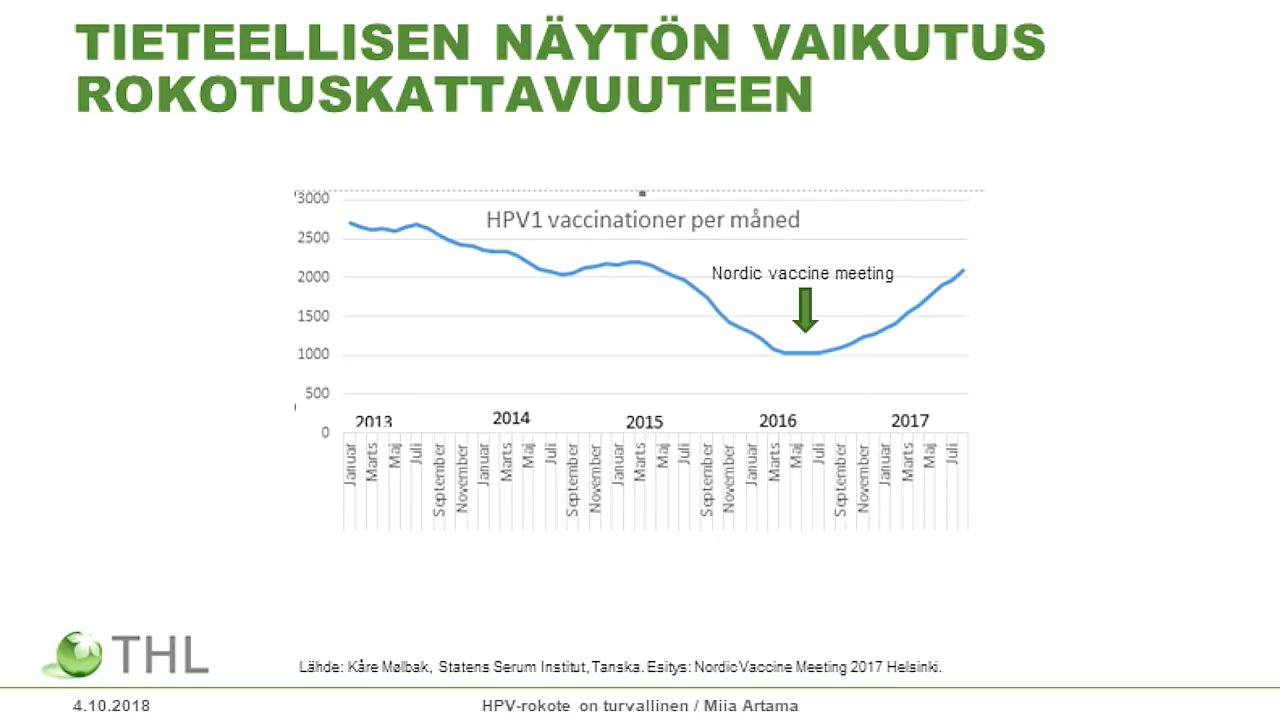 TIETEELLISEN NÄYTÖN VAIKUTUS
ROKOTUSKATTAVUUTEEN
HPV1 vaccinationer per måned
3000
2500
2000
1500
1000
500
0
Nordic vaccine meeting
2013 2014 2015 2016 2017
Januar Marts Maj Juli September November Januar Marts Maj Juli September November Januar Marts Maj Juli September November Januar Marts Maj Juli September November Januar Marts Maj Juli
THL
Lähde: Kåre Mølbak, Statens Serum Institut, Tanska. Esitys: Nordic Vaccine Meeting 2017 Helsinki.
4.10.2018 HPV-rokote on turvallinen / Miia Artama